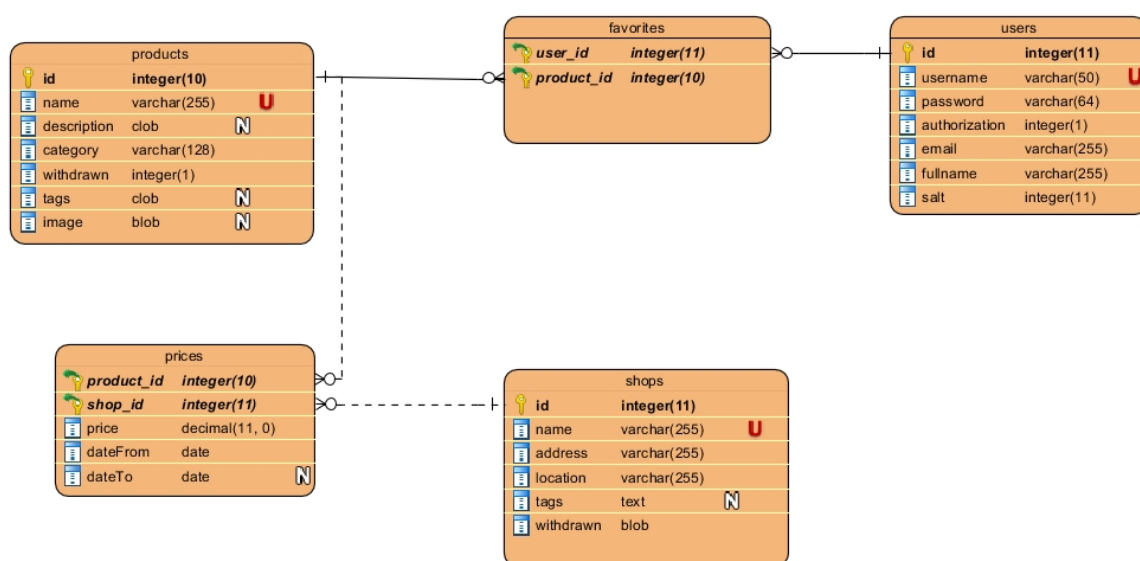 products
id integer(10)
name varchar(255) U
description clob N
category varchar(128)
withdrawn integer(1)
tags clob N
image blob N
favorites
user_id integer(11)
product_id integer(10)
users
id integer(11)
username varchar(50) U
password varchar(64)
authorization integer(1)
email varchar(255)
fullname varchar(255)
salt integer(11)
prices
product_id integer(10)
shop_id integer(11)
price decimal(11, 0)
dateFrom date
dateTo date N
shops
id integer(11)
name varchar(255) U
address varchar(255)
location varchar(255)
tags text N
withdrawn blob